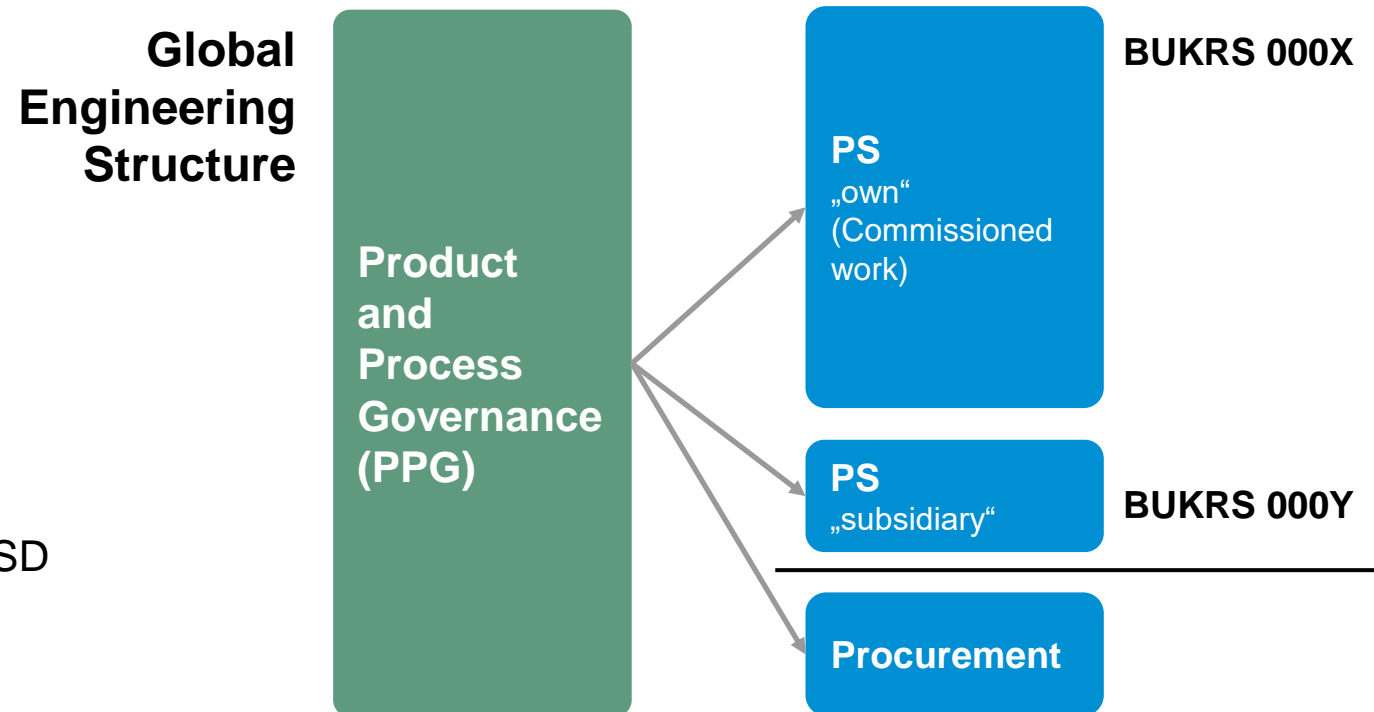 Global
Engineering
Structure
Product
and
Process
Governance
(PPG)
PS
„own“
(Commissioned
work)
BUKRS 000X
PS
„subsidiary“
BUKRS 000Y
SD
Procurement